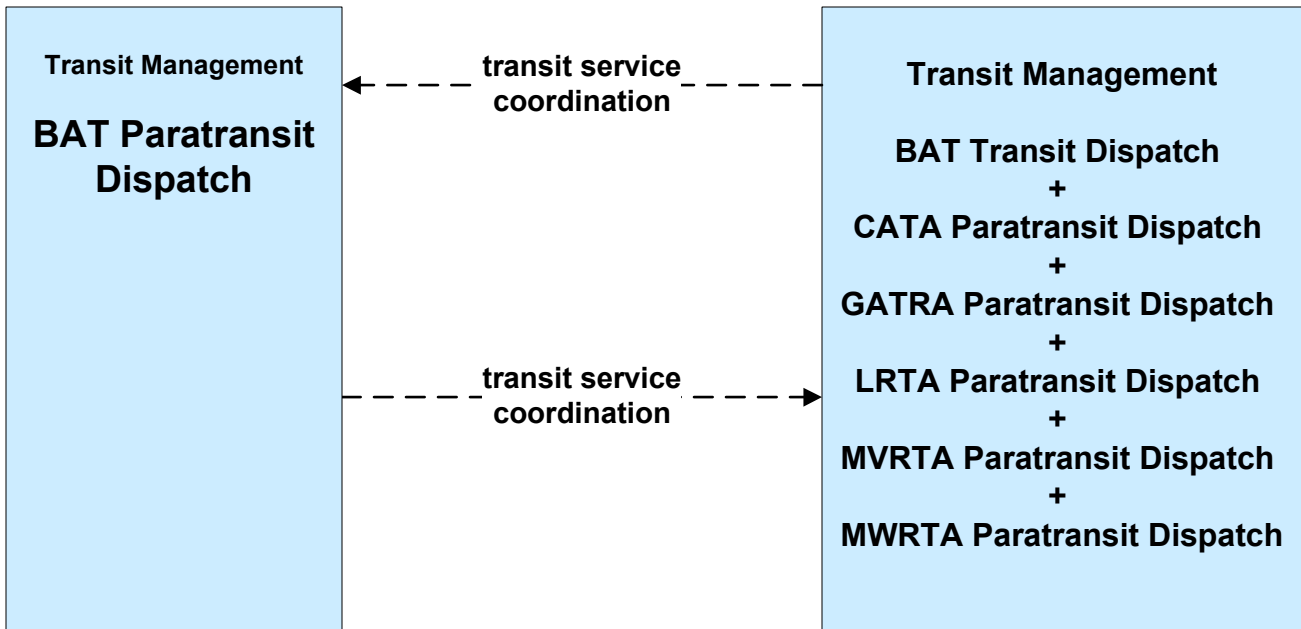 Transit Management
BAT Paratransit
Dispatch
transit service
coordination
transit service
coordination
Transit Management
BAT Transit Dispatch
+
CATA Paratransit Dispatch
+
GATRA Paratransit Dispatch
+
LRTA Paratransit Dispatch
+
MVRTA Paratransit Dispatch
+
MWRTA Paratransit Dispatch